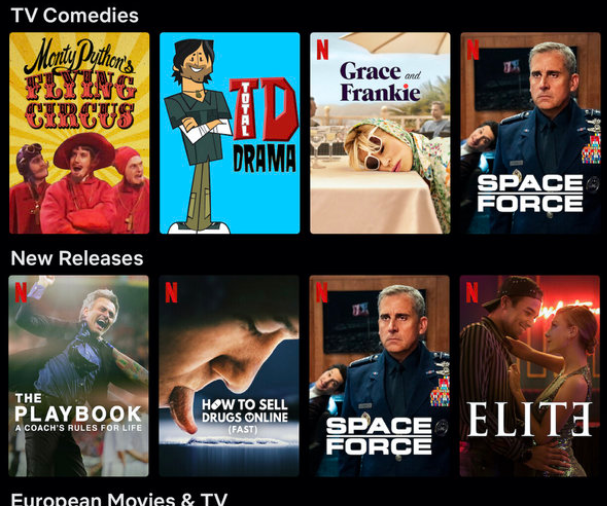 TV Comedies
Monty Python's
FLYING
CIRCUS
TOTAL
TD
DRAMA
N
Grace and
Frankie
N
SPACE
FORCE
New Releases
N
THE
PLAYBOOK
A COACH'S RULES FOR LIFE
N
HOW TO SELL
DRUGS ONLINE
(FAST)
N
SPACE
FORCE
N
ELITE
European Movies & TV